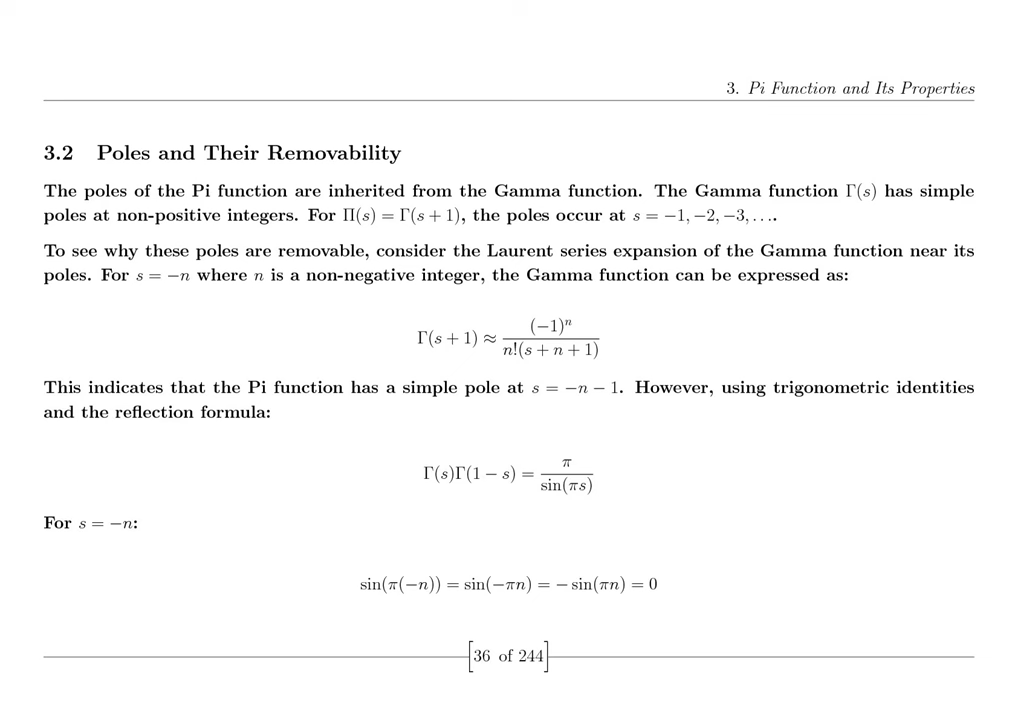 3. Pi Function and Its Properties
3.2 Poles and Their Removability
The poles of the Pi function are inherited from the Gamma function. The Gamma function Γ(s) has simple
poles at non-positive integers. For Π(s) = Γ(s + 1), the poles occur at s = −1, −2, −3, . . ..
To see why these poles are removable, consider the Laurent series expansion of the Gamma function near its
poles. For s = −n where n is a non-negative integer, the Gamma function can be expressed as:
Γ(s + 1) ≈ (−1)^n / n!(s + n + 1)
This indicates that the Pi function has a simple pole at s = −n − 1. However, using trigonometric identities
and the reflection formula:
Γ(s)Γ(1 − s) = π / sin(πs)
For s = −n:
sin(π(−n)) = sin(−πn) = − sin(πn) = 0
[36 of 244]